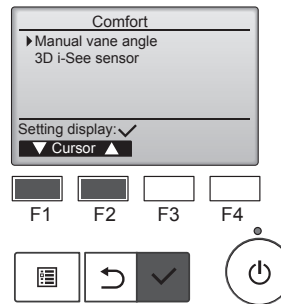 Comfort
Manual vane angle
3D i-See sensor
Setting display:
Cursor
F1 F2 F3 F4